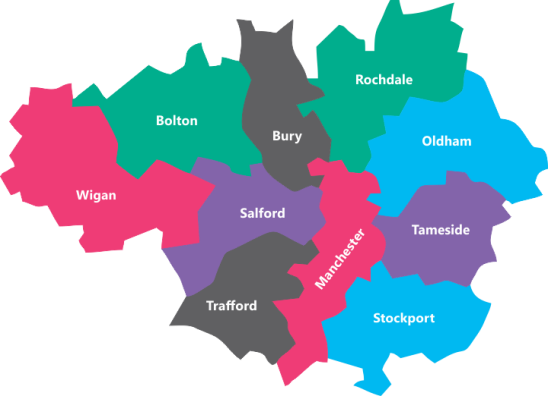 Rochdale
Bolton
Bury
Oldham
Wigan
Salford
Tameside
Manchester
Trafford
Stockport